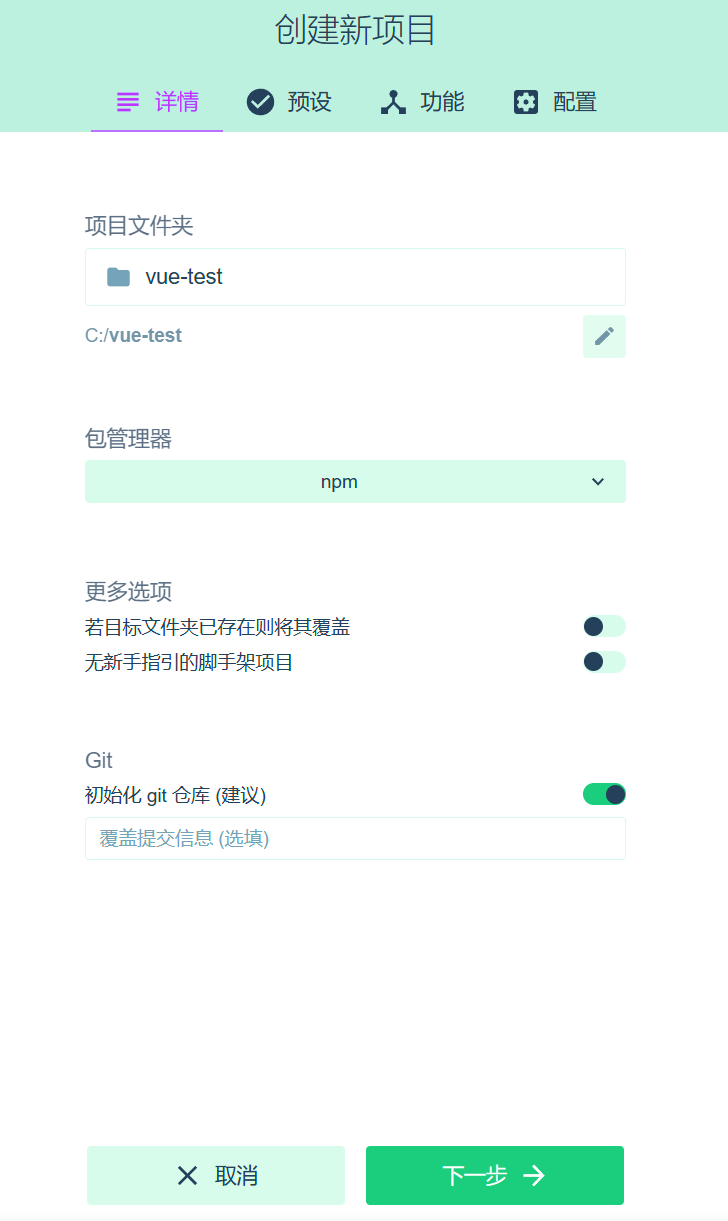 创建新项目
详情 预设 功能 配置
项目文件夹
vue-test
C:/vue-test
包管理器
npm
更多选项
若目标文件夹已存在则将其覆盖
无新手指引的脚手架项目
Git
初始化 git 仓库 (建议)
覆盖提交信息 (选填)
取消 下一步